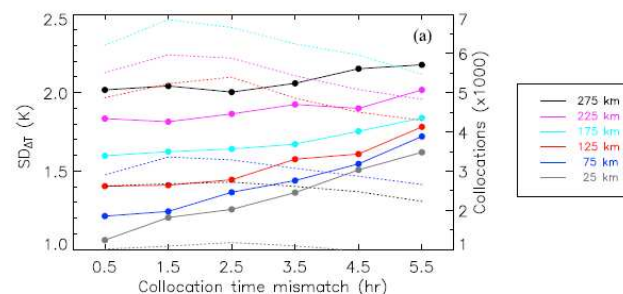 (a)
2.5
2.0
1.5
1.0
SD_ΔT (K)
7
6
5
4
3
2
1
Collocations (x1000)
0.5 1.5 2.5 3.5 4.5 5.5
Collocation time mismatch (hr)
275 km
225 km
175 km
125 km
75 km
25 km